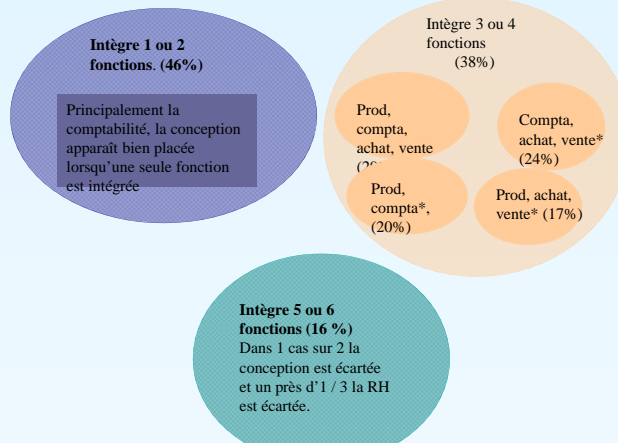 Intègre 1 ou 2
fonctions. (46%)
Principalement la
comptabilité, la conception
apparaît bien placée
lorsqu'une seule fonction
est intégrée
Intègre 3 ou 4
fonctions
(38%)
Prod,
compta,
achat, vente
Compta,
achat, vente*
(24%)
Prod,
compta*,
(20%)
Prod, achat,
vente* (17%)
Intègre 5 ou 6
fonctions (16 %)
Dans 1 cas sur 2 la
conception est écartée
et un près d'1 / 3 la RH
est écartée.